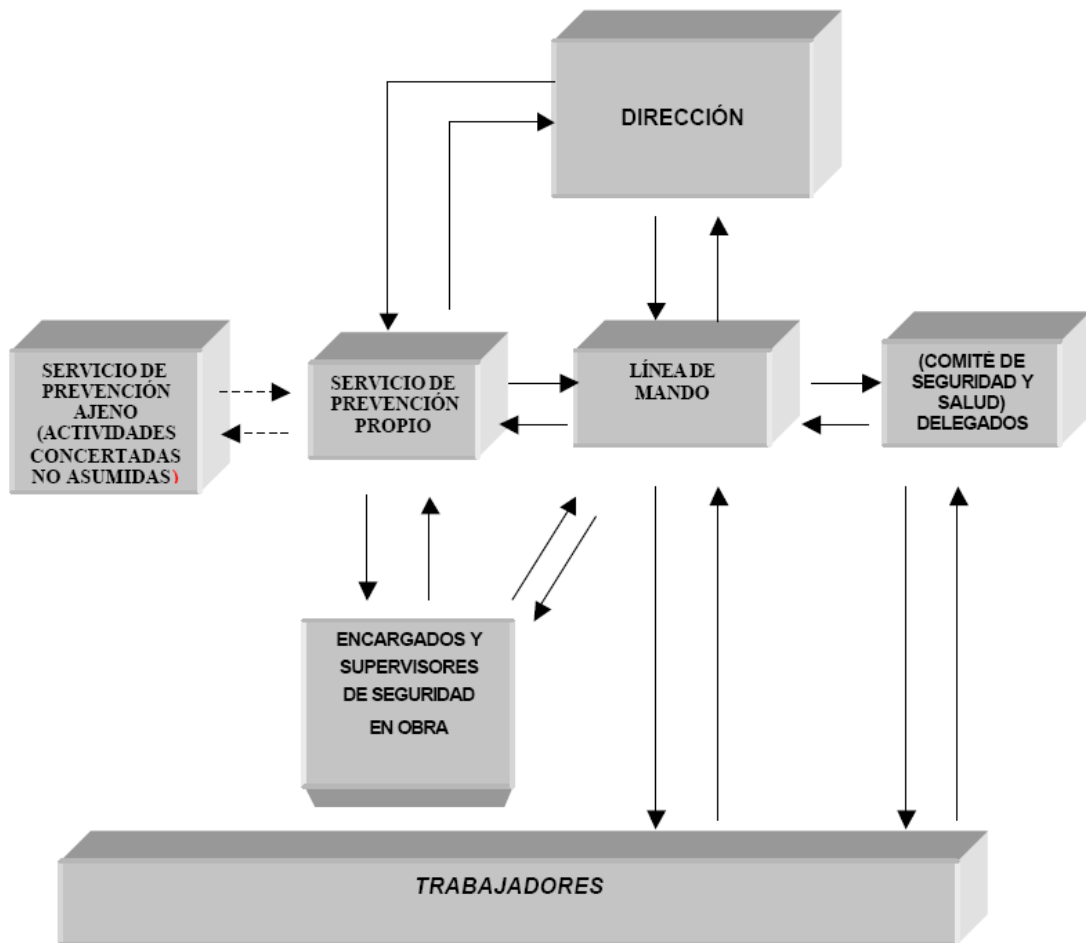 DIRECCIÓN
SERVICIO DE
PREVENCIÓN
AJENO
(ACTIVIDADES
CONCERTADAS
NO ASUMIDAS)
SERVICIO DE
PREVENCIÓN
PROPIO
LÍNEA DE
MANDO
(COMITÉ DE
SEGURIDAD Y
SALUD)
DELEGADOS
ENCARGADOS Y
SUPERVISORES
DE SEGURIDAD
EN OBRA
TRABAJADORES